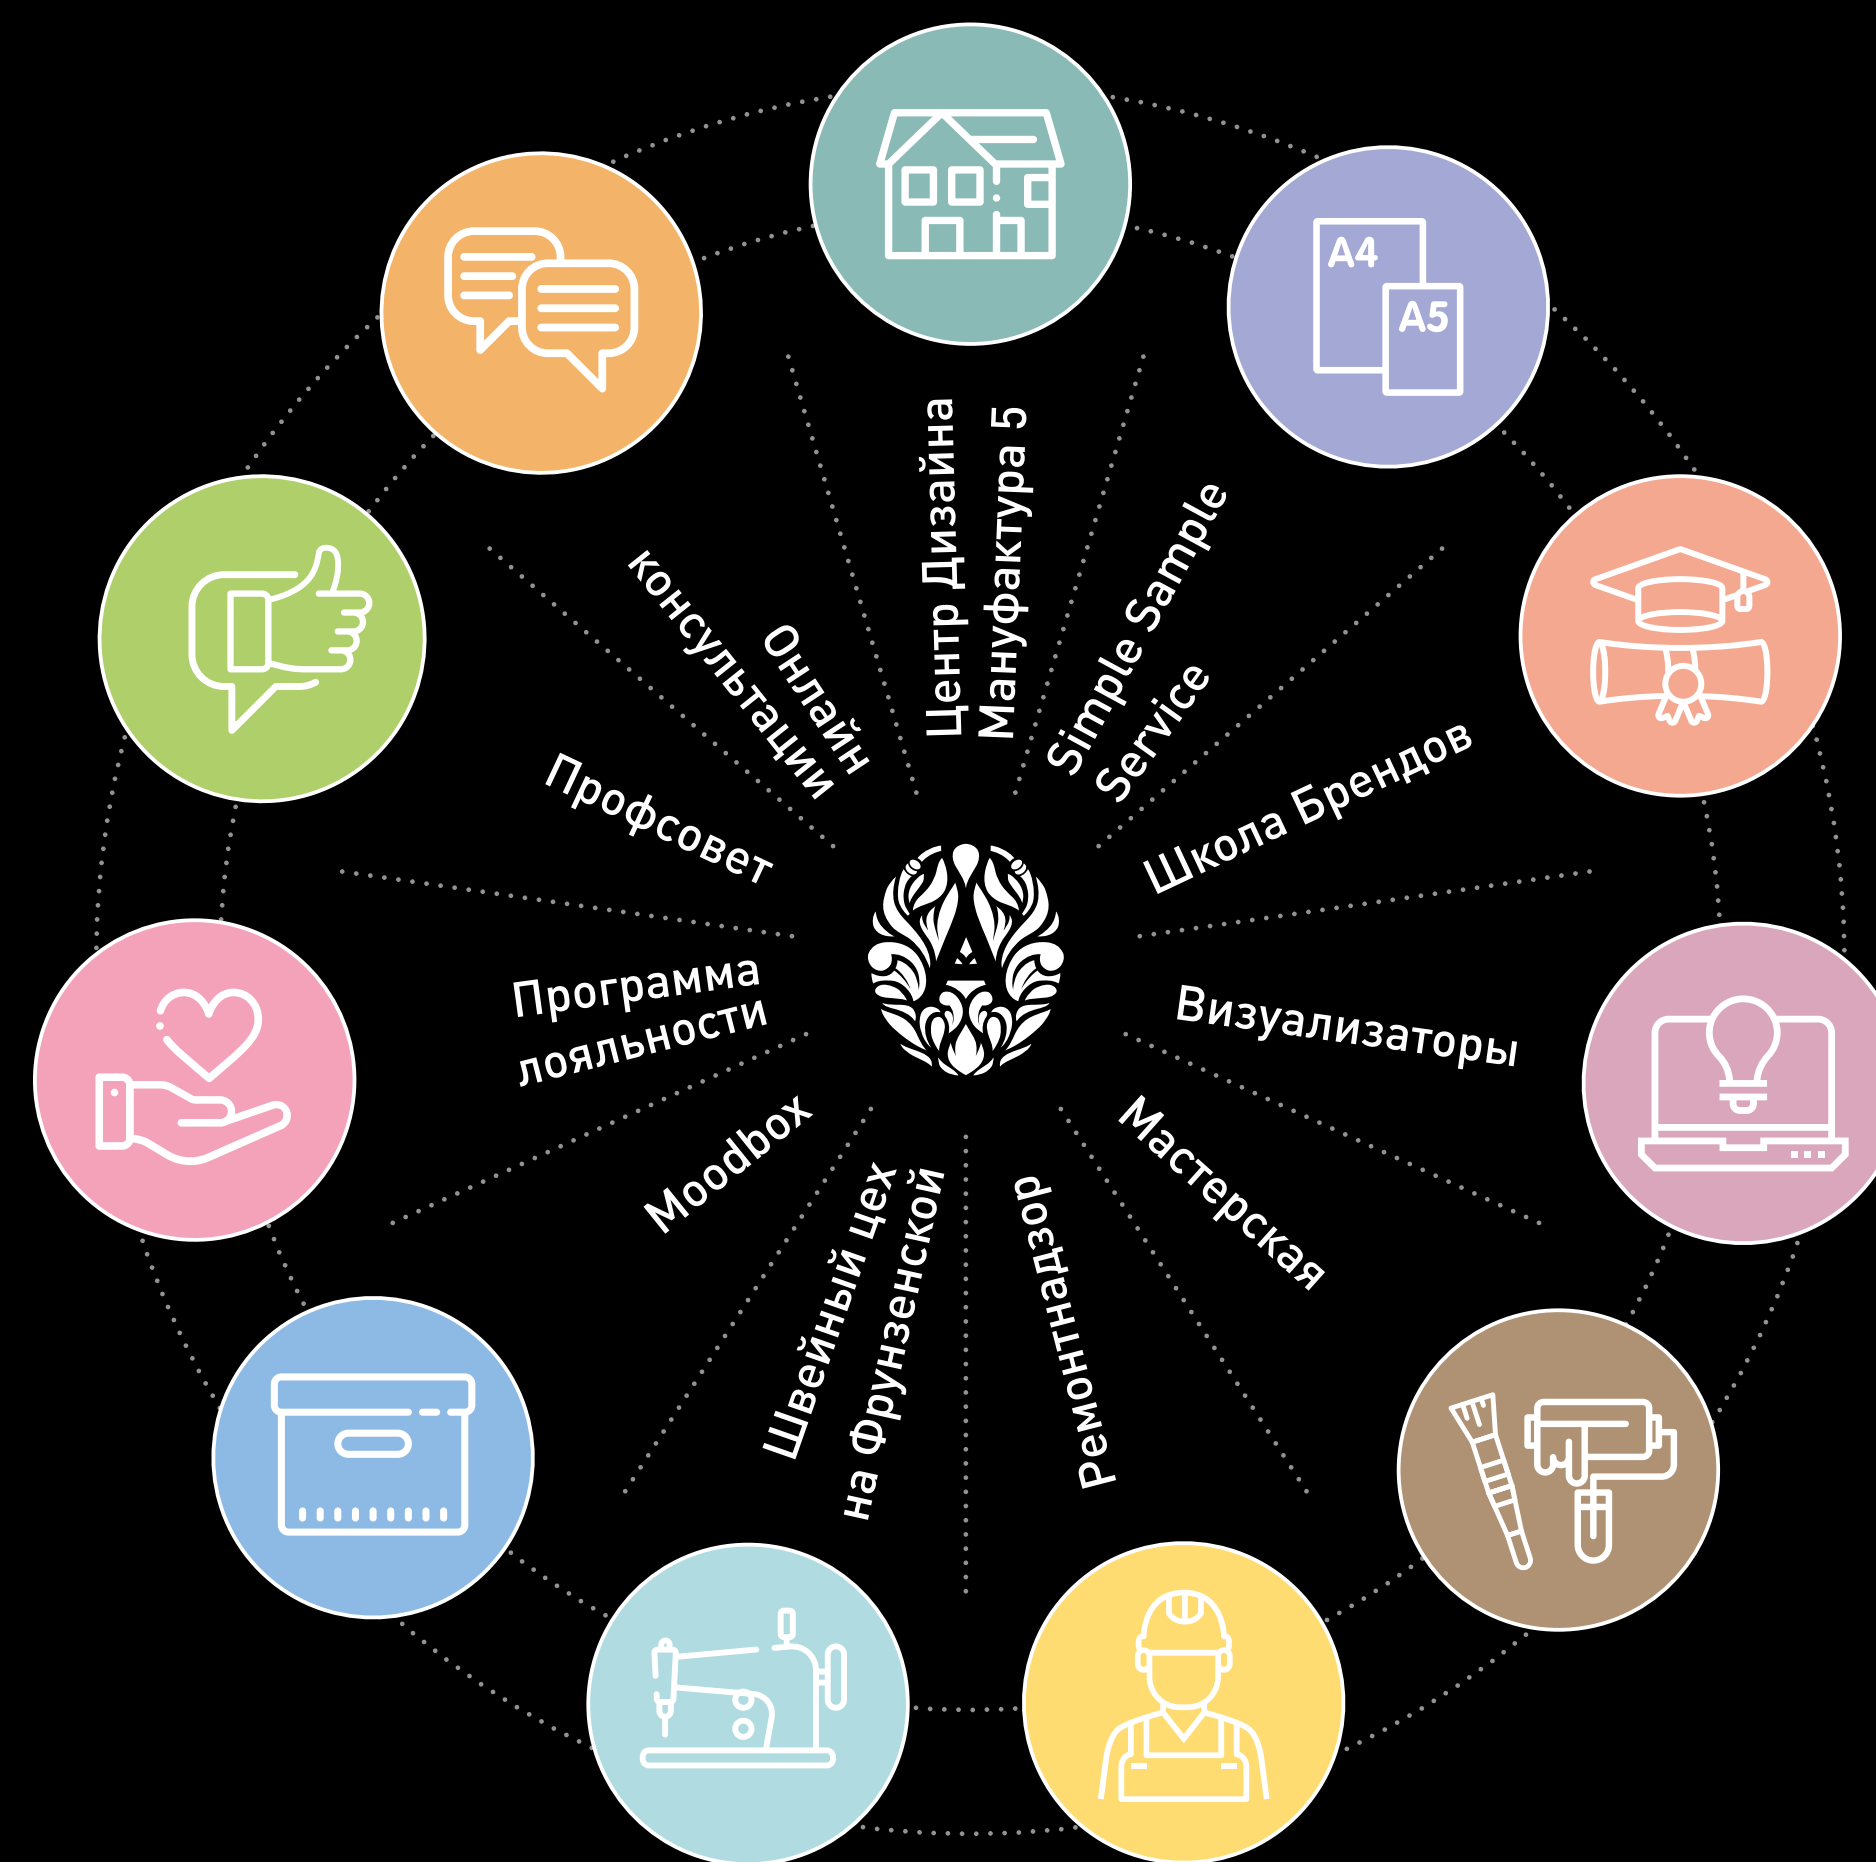 Центр Дизайна
Мануфактура 5
A4
A5
Simple Sample
Service
Школа Брендов
Визуализаторы
Мастерская
Ремонтнадзор
Швейный цех
на Фрунзенской
Moodbox
Программа
лояльности
Профсовет
Онлайн
консультации